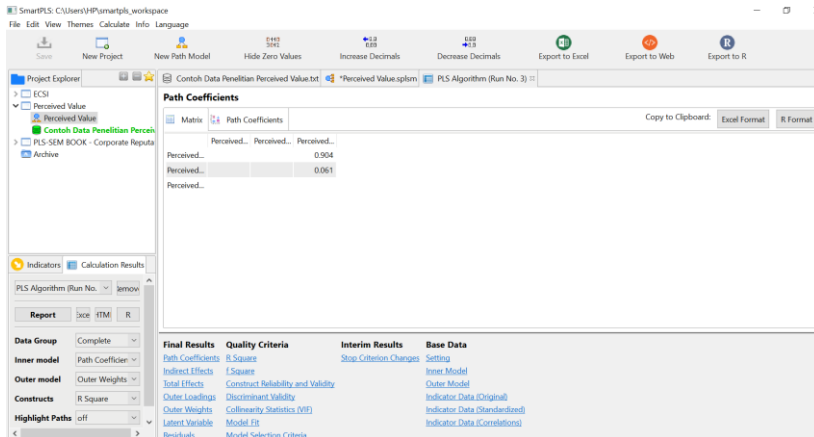 SmartPLS: C:\Users\HP\smartpls_workspace
File Edit View Themes Calculate Info Language
Save New Project New Path Model Hide Zero Values Increase Decimals Decrease Decimals Export to Excel Export to Web Export to R
Project Explorer
ECSI
Perceived Value
Perceived Value
Contoh Data Penelitian Perceiv
PLS-SEM BOOK - Corporate Reputa
Archive
Contoh Data Penelitian Perceived Value.txt *Perceived Value.splsm PLS Algorithm (Run No. 3)
Path Coefficients
Matrix Path Coefficients Copy to Clipboard: Excel Format R Format
Perceived... Perceived... Perceived...
Perceived... 0.904
Perceived... 0.061
Perceived...
Indicators Calculation Results
PLS Algorithm (Run No. Remov
Report Exce HTM R
Data Group Complete
Inner model Path Coefficien
Outer model Outer Weights
Constructs R Square
Highlight Paths off
Final Results Quality Criteria Interim Results Base Data
Path Coefficients R Square Stop Criterion Changes Setting
Indirect Effects f Square Inner Model
Total Effects Construct Reliability and Validity Outer Model
Outer Loadings Discriminant Validity Indicator Data (Original)
Outer Weights Collinearity Statistics (VIF) Indicator Data (Standardized)
Latent Variable Model Fit Indicator Data (Correlations)
Residuals Model Selection Criteria